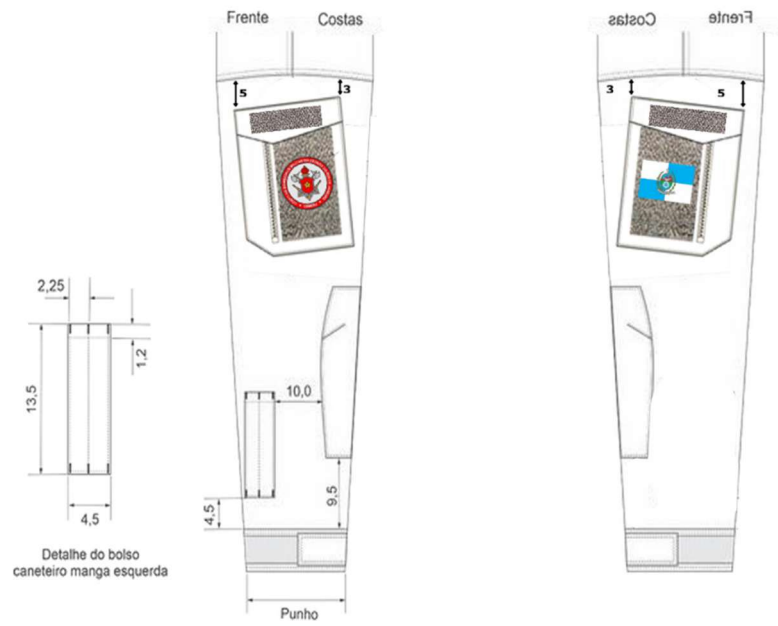 Frente Costas
Costas Frente
5 3
3 5
2,25
1,2
13,5
4,5
10,0
9,5
4,5
Detalhe do bolso
caneteiro manga esquerda
Punho